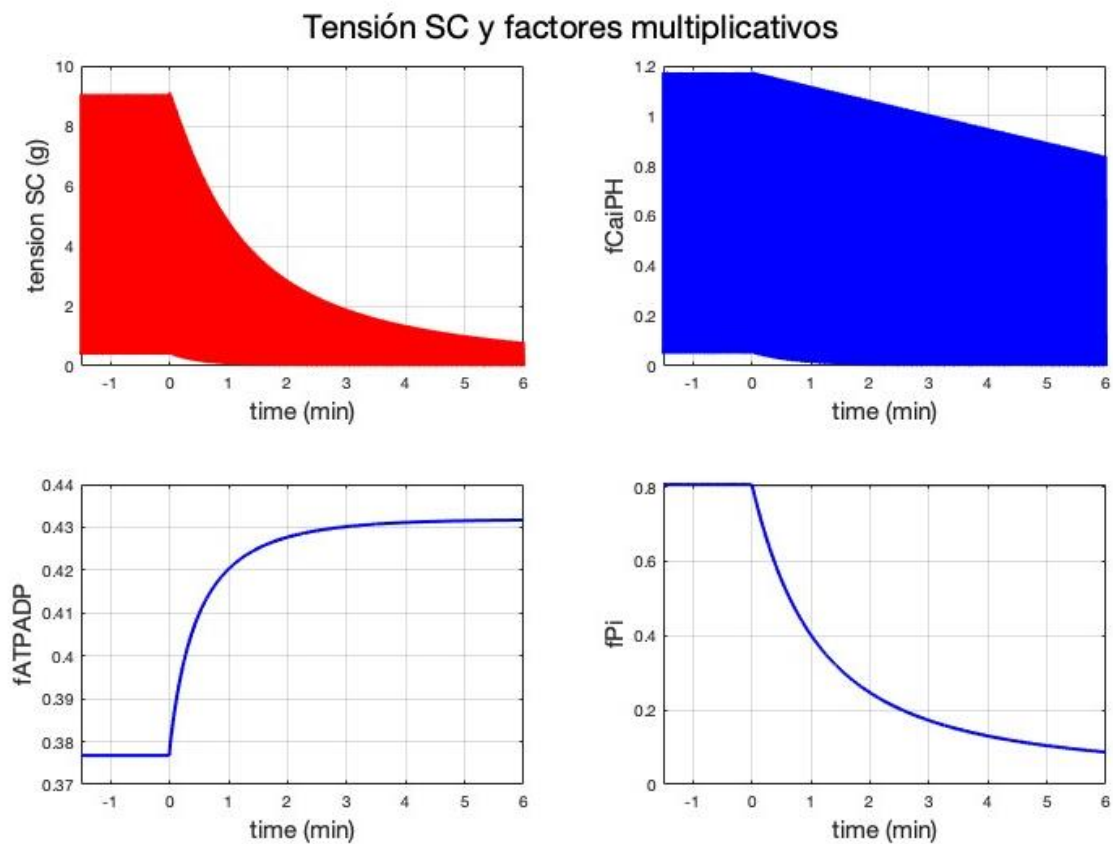 Tensión SC y factores multiplicativos
10
8
6
4
2
0
tension SC (g)
-1 0 1 2 3 4 5 6
time (min)
1.2
1
0.8
0.6
0.4
0.2
0
fCaiPH
-1 0 1 2 3 4 5 6
time (min)
0.44
0.43
0.42
0.41
0.4
0.39
0.38
0.37
fATPADP
-1 0 1 2 3 4 5 6
time (min)
0.8
0.6
0.4
0.2
0
fPi
-1 0 1 2 3 4 5 6
time (min)